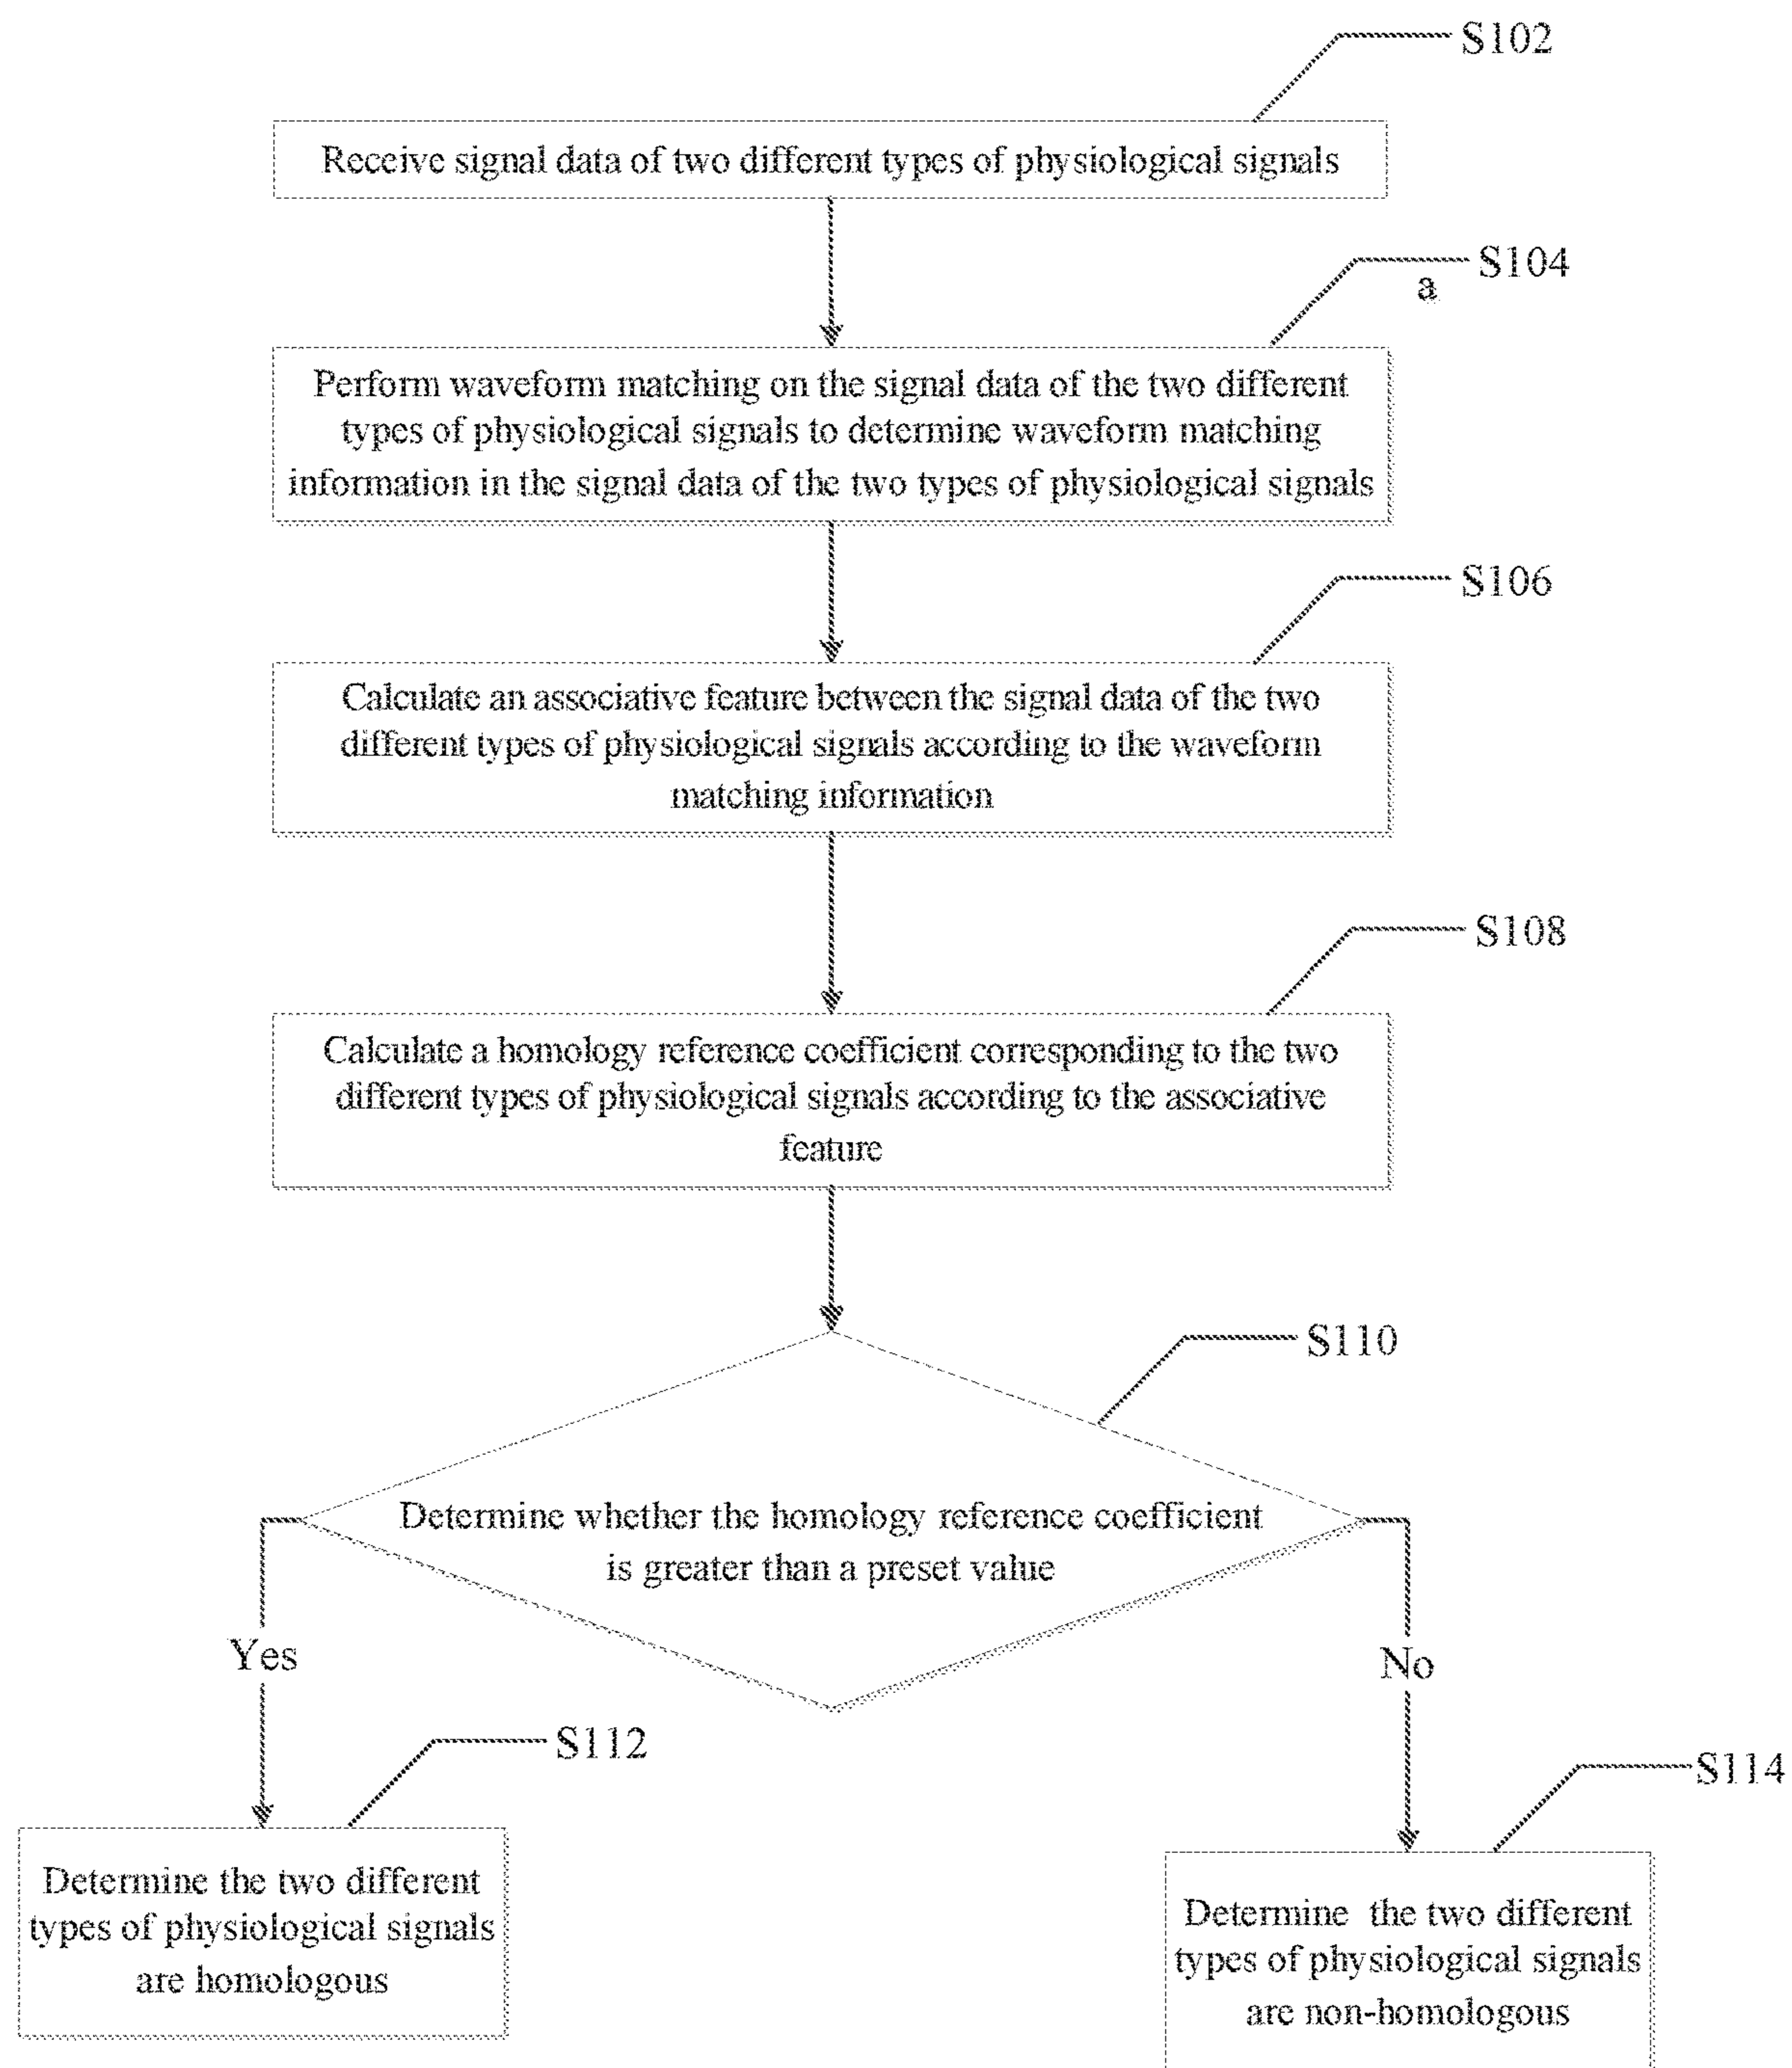 S102
Receive signal data of two different types of physiological signals
S104
a
Perform waveform matching on the signal data of the two different
types of physiological signals to determine waveform matching
information in the signal data of the two types of physiological signals
S106
Calculate an associative feature between the signal data of the two
different types of physiological signals according to the waveform
matching information
S108
Calculate a homology reference coefficient corresponding to the two
different types of physiological signals according to the associative
feature
S110
Determine whether the homology reference coefficient
is greater than a preset value
Yes
No
S112
Determine the two different
types of physiological signals
are homologous
S114
Determine the two different
types of physiological signals
are non-homologous